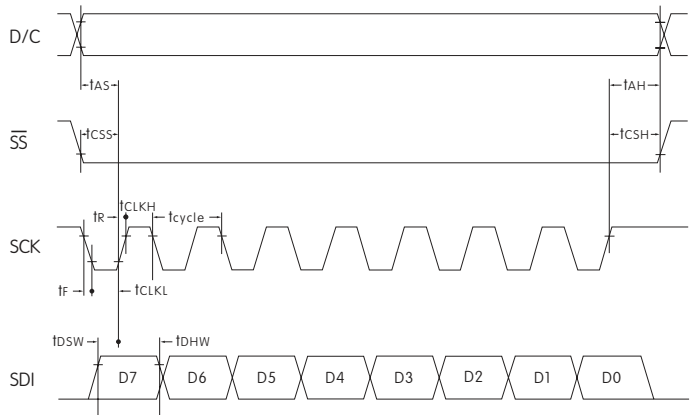 D/C
tAS
tAH
SS
tCSS
tCSH
tCLKH
tR
tcycle
SCK
tF
tCLKL
tDSW
tDHW
SDI
D7
D6
D5
D4
D3
D2
D1
D0